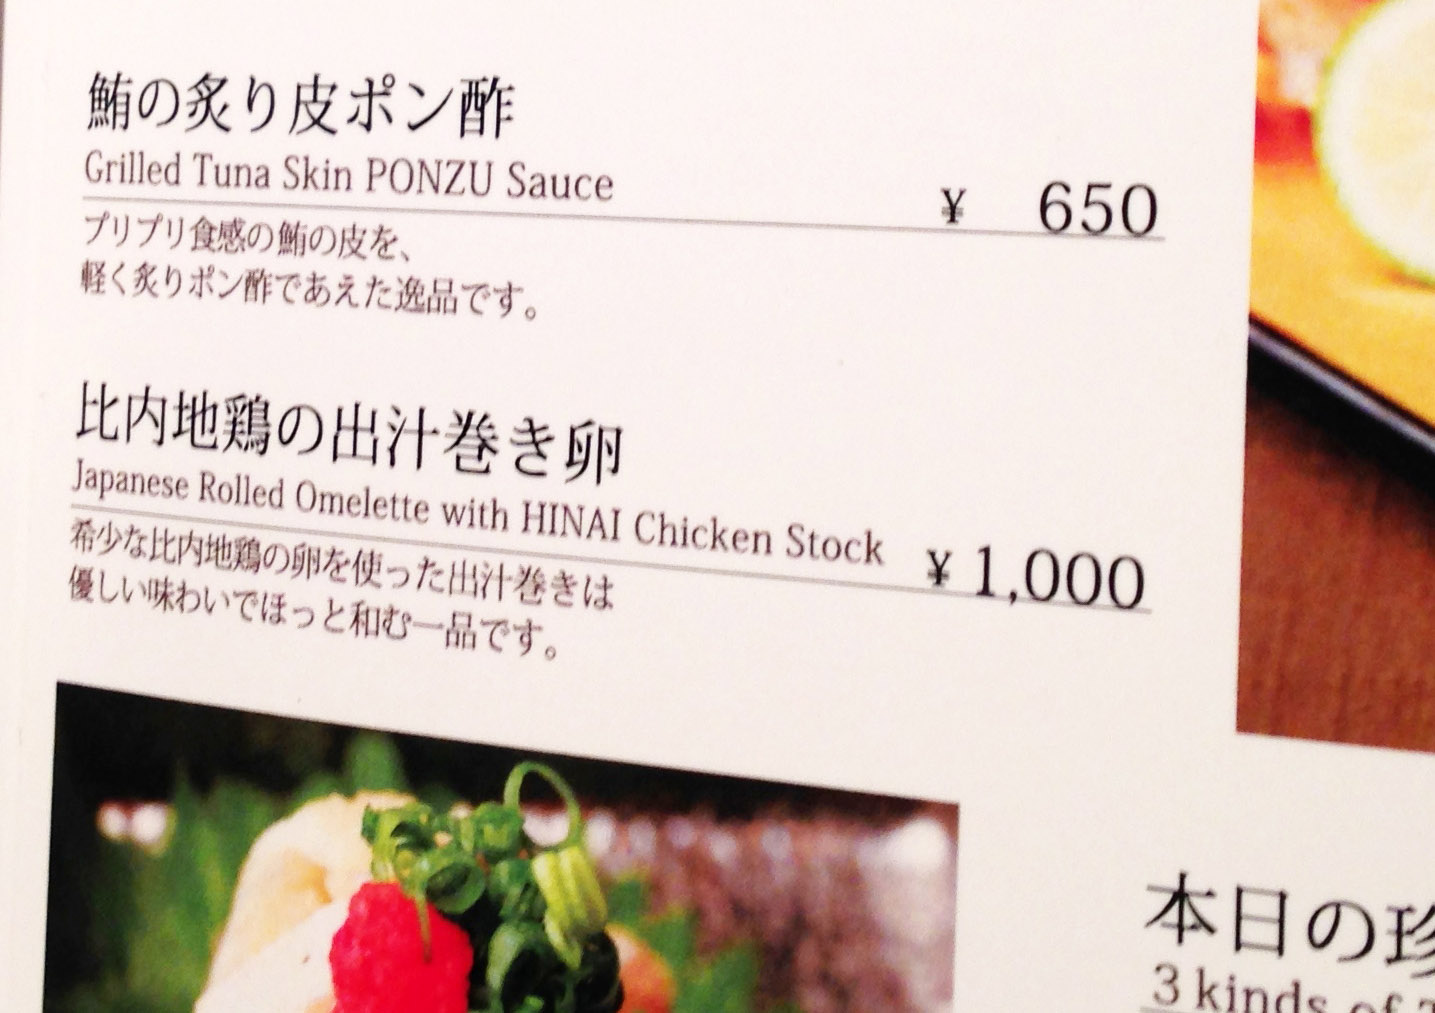 鮪の炙り皮ポン酢
Grilled Tuna Skin PONZU Sauce
¥ 650
プリプリ食感の鮪の皮を、
軽く炙りポン酢であえた逸品です。
比内地鶏の出汁巻き卵
Japanese Rolled Omelette with HINAI Chicken Stock
¥ 1,000
希少な比内地鶏の卵を使った出汁巻きは
優しい味わいでほっと和む一品です。
本日の珍
3 kinds of